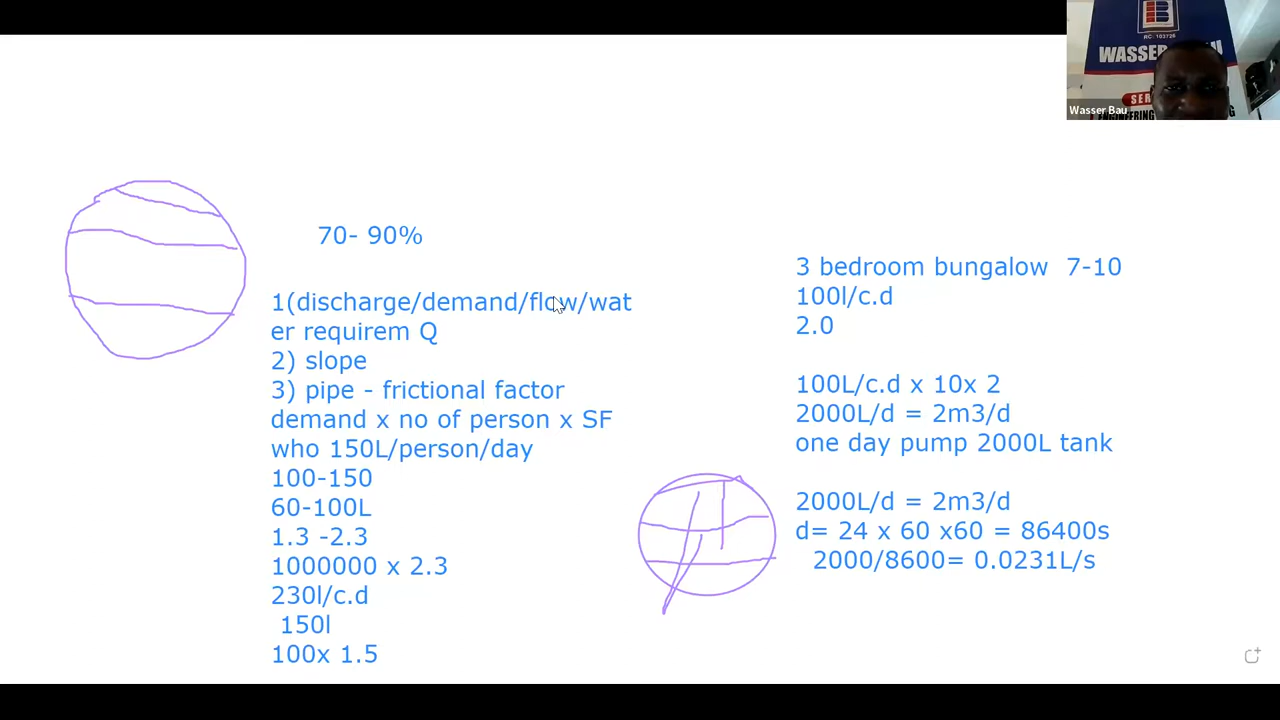 RC: 103726
WASSER
Wasser Bau
70- 90%
1(discharge/demand/flow/wat
er requirem Q
2) slope
3) pipe - frictional factor
demand x no of person x SF
who 150L/person/day
100-150
60-100L
1.3 -2.3
1000000 x 2.3
230l/c.d
150l
100x 1.5
3 bedroom bungalow 7-10
100l/c.d
2.0
100L/c.d x 10x 2
2000L/d = 2m3/d
one day pump 2000L tank
2000L/d = 2m3/d
d= 24 x 60 x60 = 86400s
2000/8600= 0.0231L/s